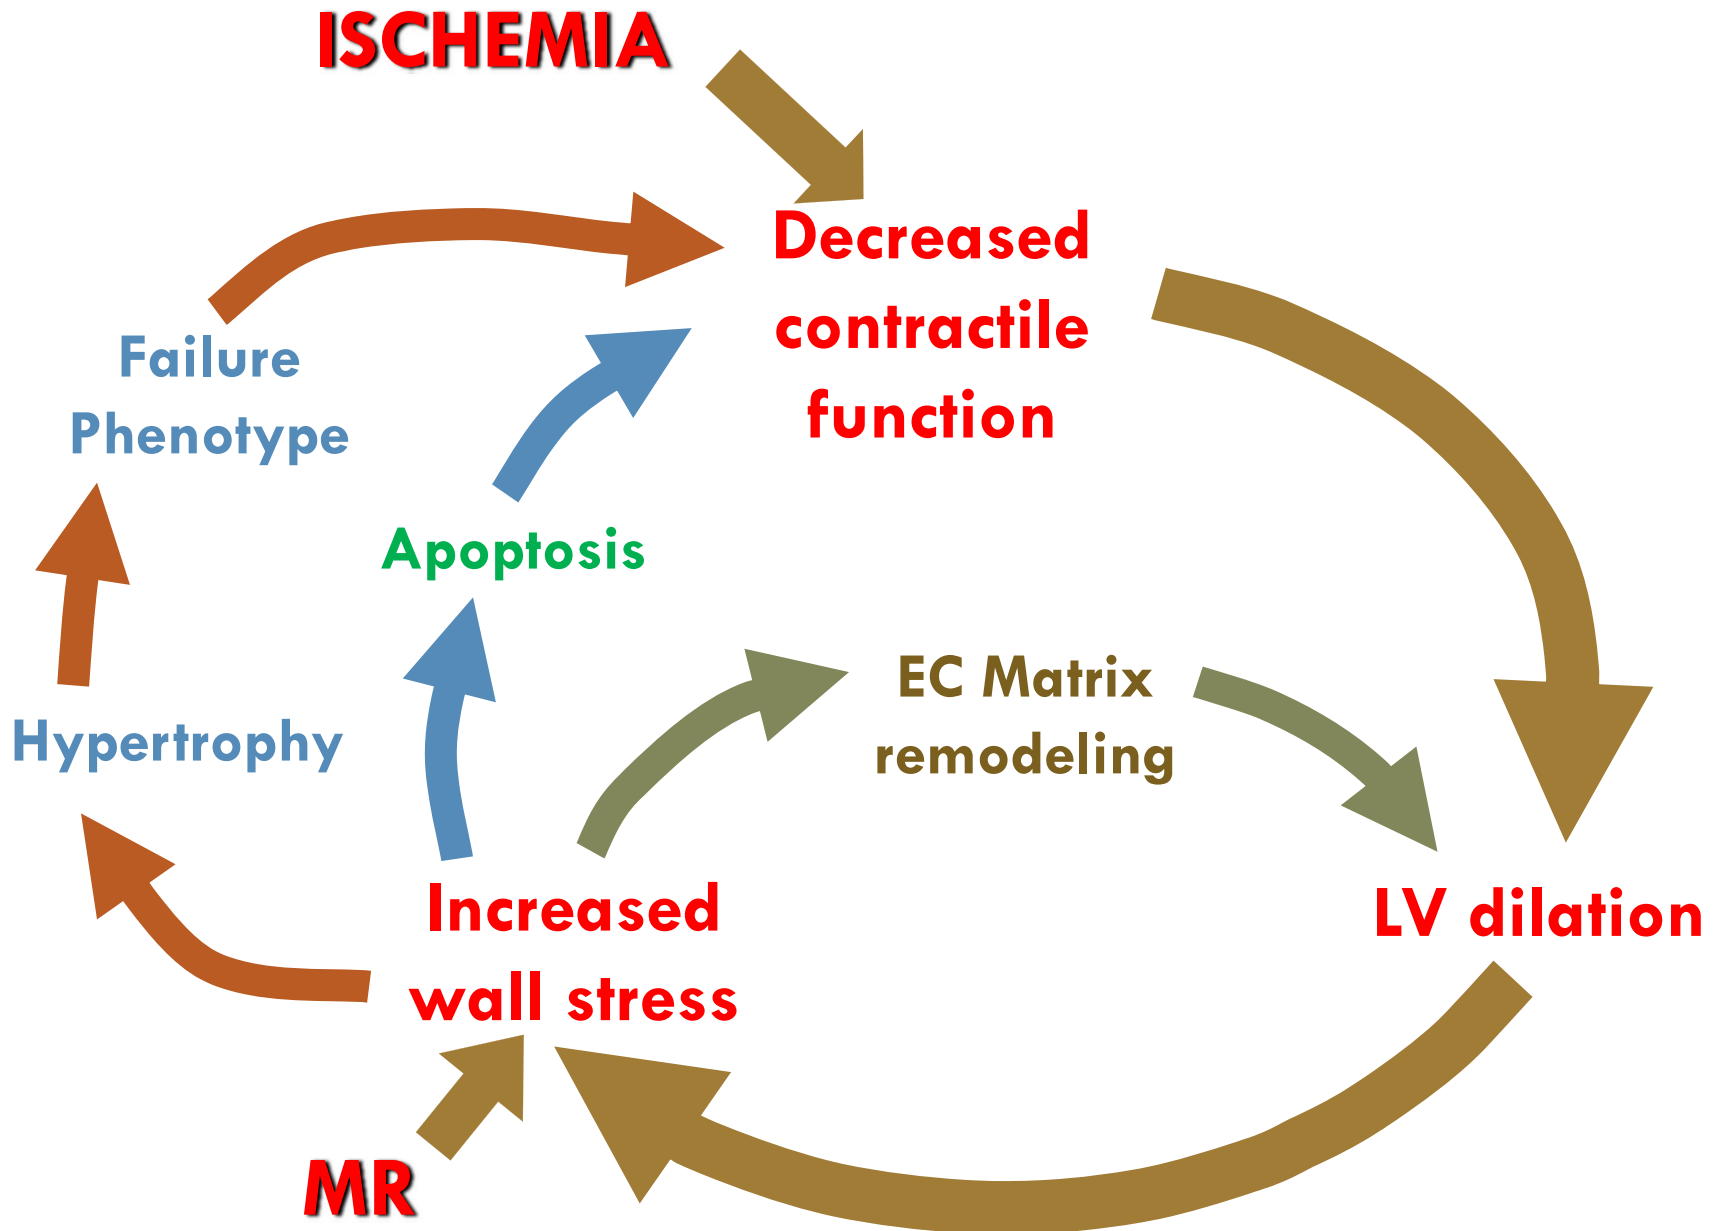 ISCHEMIA
Decreased
contractile
function
Failure
Phenotype
Apoptosis
EC Matrix
remodeling
Hypertrophy
Increased
wall stress
LV dilation
MR